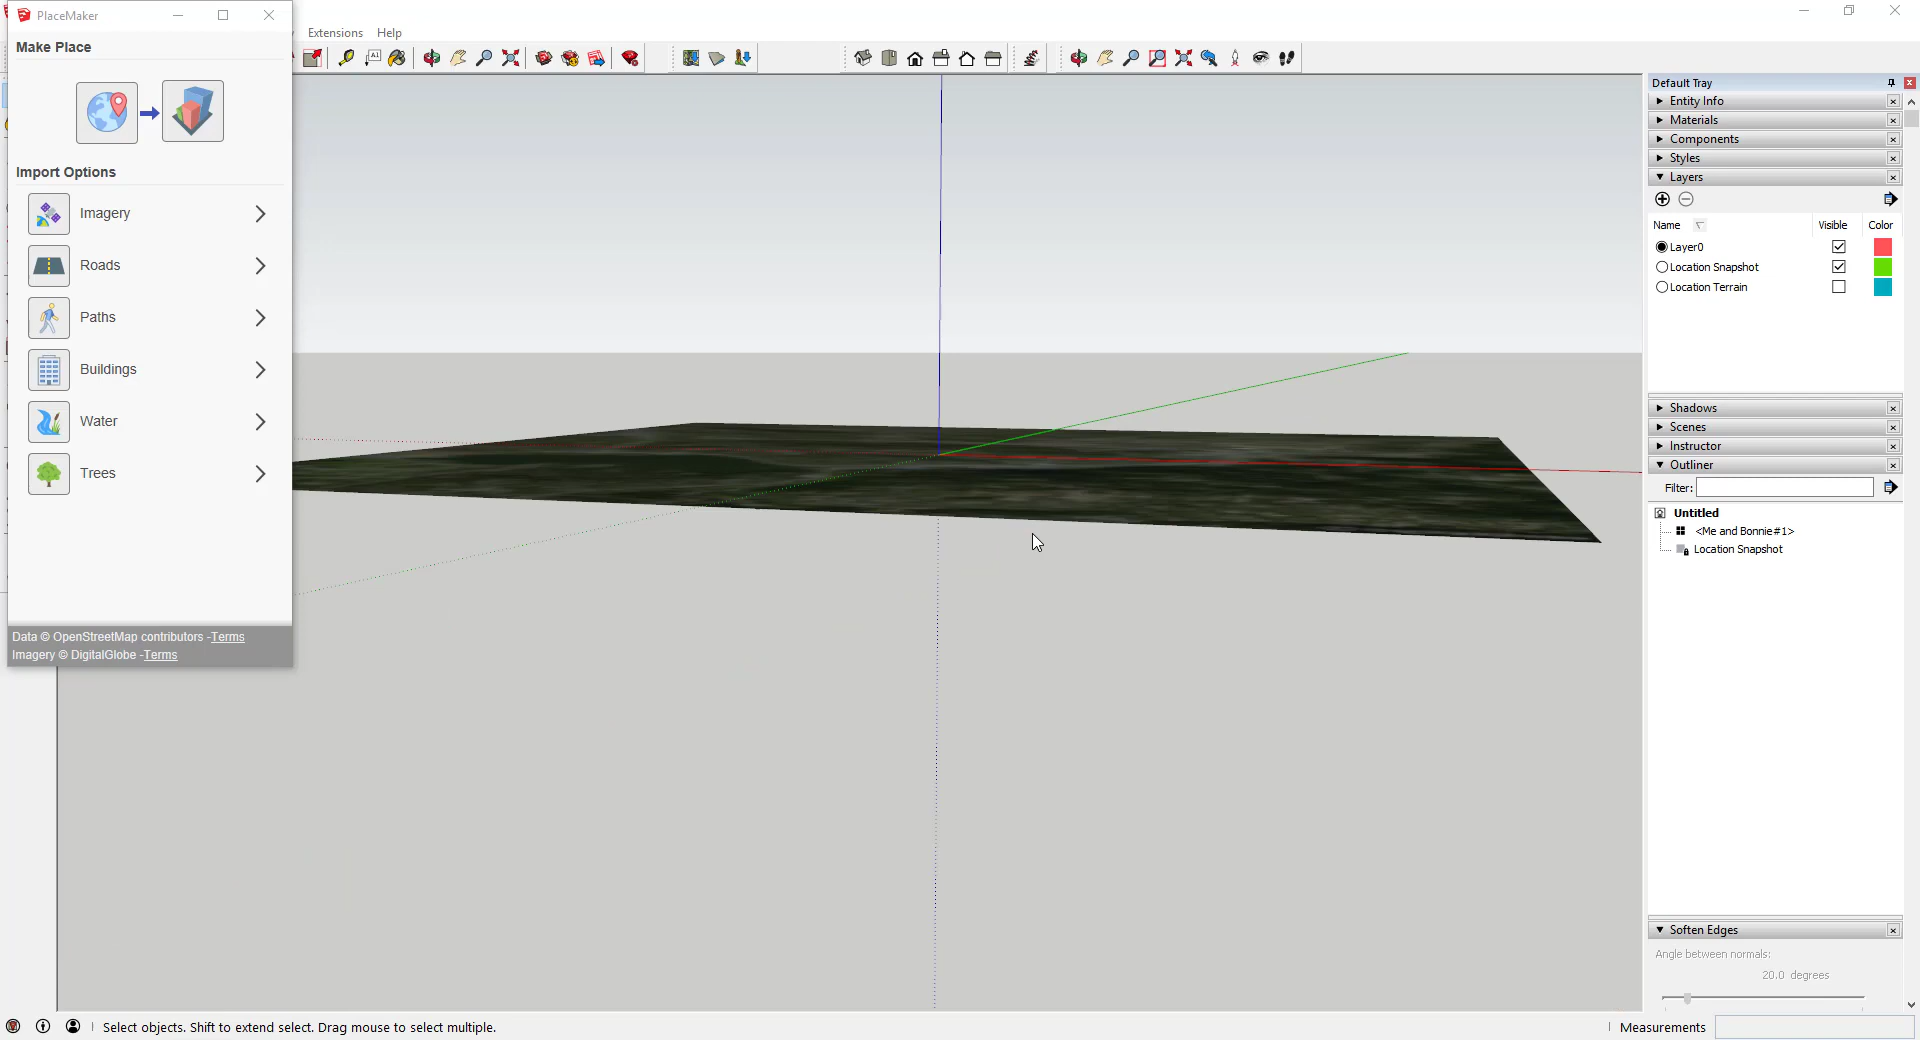 PlaceMaker
Extensions Help
Make Place
Import Options
Imagery
Roads
Paths
Buildings
Water
Trees
Data © OpenStreetMap contributors -Terms
Imagery © DigitalGlobe -Terms
A1
Default Tray
Entity Info
Materials
Components
Styles
Layers
Name Visible Color
Layer0
Location Snapshot
Location Terrain
Shadows
Scenes
Instructor
Outliner
Filter:
Untitled
<Me and Bonnie#1>
Location Snapshot
Soften Edges
Angle between normals:
20.0 degrees
Select objects. Shift to extend select. Drag mouse to select multiple.
Measurements